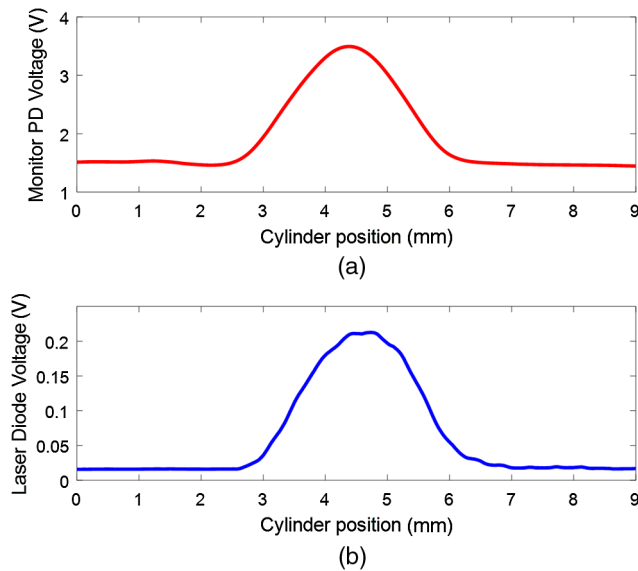 Monitor PD Voltage (V)
4
3
2
1
0 1 2 3 4 5 6 7 8 9
Cylinder position (mm)
(a)
Laser Diode Voltage (V)
0.2
0.15
0.1
0.05
0
0 1 2 3 4 5 6 7 8 9
Cylinder position (mm)
(b)